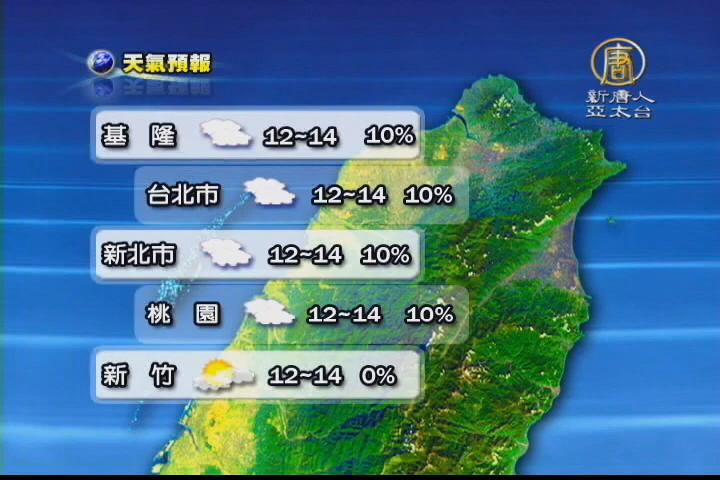 天氣預報
唐
新唐人
亞太台
基 隆 12~14 10%
台北市 12~14 10%
新北市 12~14 10%
桃 園 12~14 10%
新 竹 12~14 0%